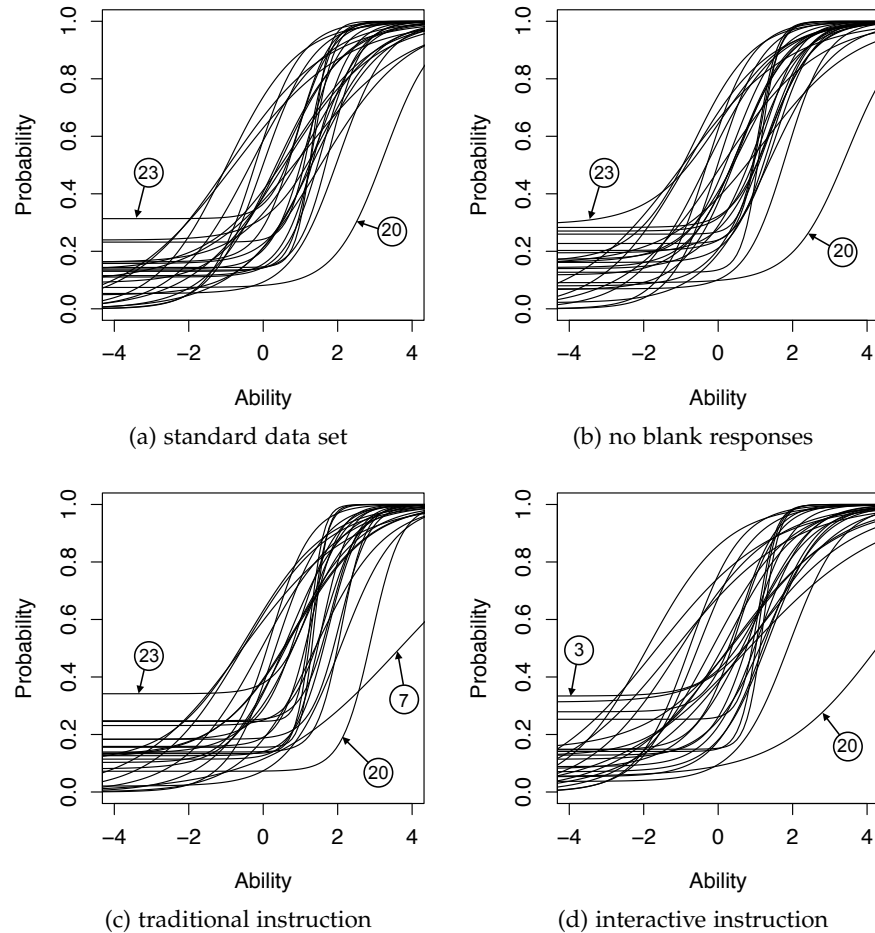 Probability
1.0
0.8
0.6
0.4
0.2
0.0
23
20
−4 −2 0 2 4
Ability
(a) standard data set
Probability
1.0
0.8
0.6
0.4
0.2
0.0
23
20
−4 −2 0 2 4
Ability
(b) no blank responses
Probability
1.0
0.8
0.6
0.4
0.2
0.0
23
7
20
−4 −2 0 2 4
Ability
(c) traditional instruction
Probability
1.0
0.8
0.6
0.4
0.2
0.0
3
20
−4 −2 0 2 4
Ability
(d) interactive instruction